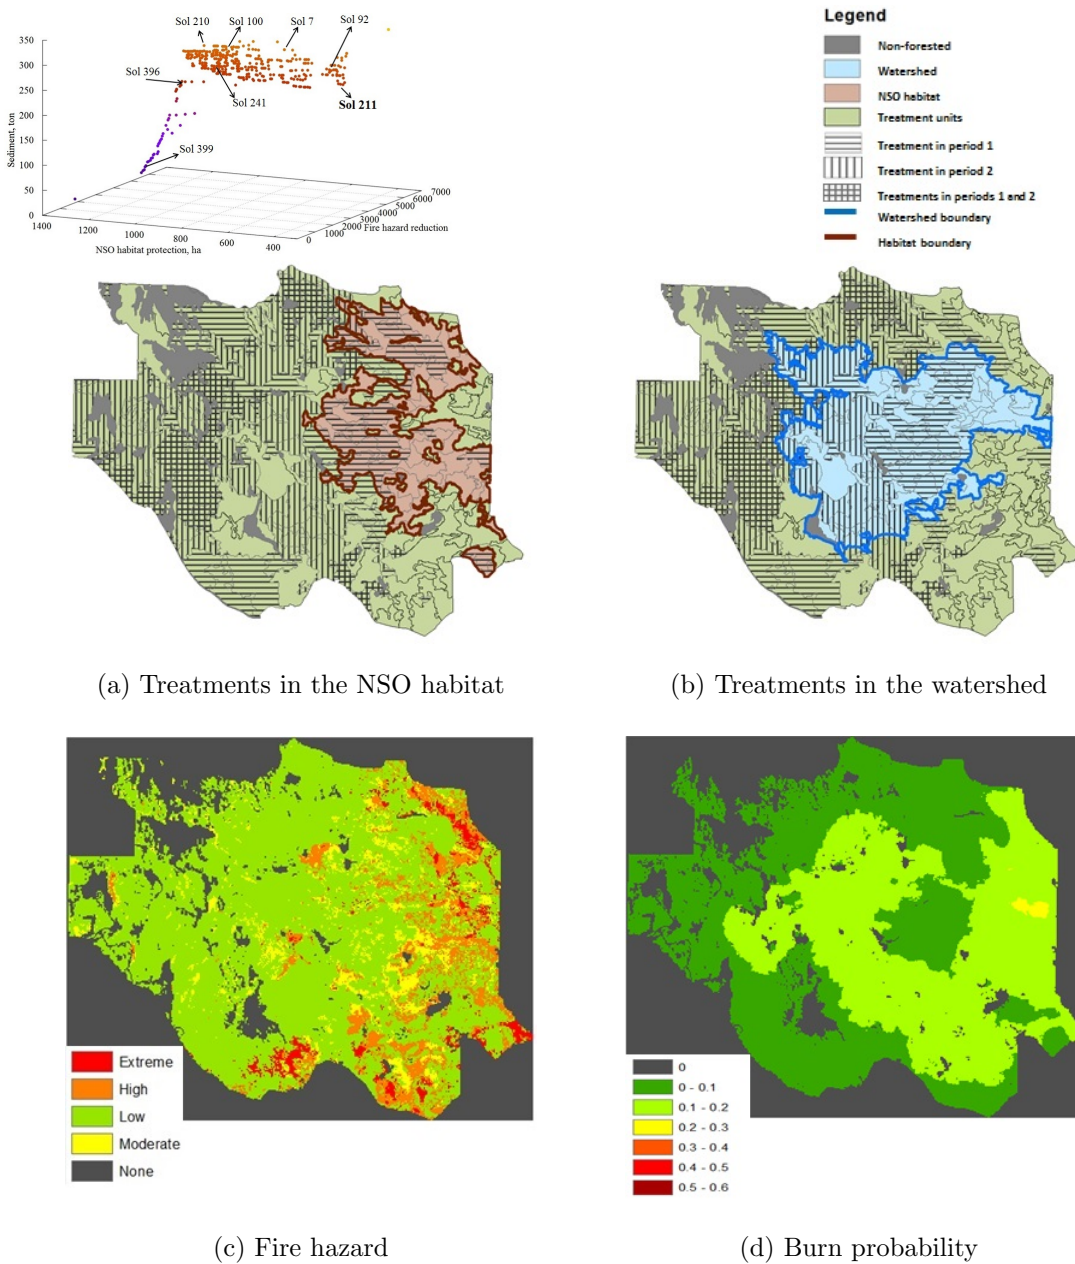 Sol 210
Sol 100
Sol 7
Sol 92
350
300
250
200
150
100
50
0
Sediment, ton
Sol 396
Sol 241
Sol 211
Sol 399
1400
1200
1000
800
600
400
NSO habitat protection, ha
0
1000
2000
3000
4000
5000
6000
7000
Fire hazard reduction
Legend
Non-forested
Watershed
NSO habitat
Treatment units
Treatment in period 1
Treatment in period 2
Treatments in periods 1 and 2
Watershed boundary
Habitat boundary
(a) Treatments in the NSO habitat
(b) Treatments in the watershed
Extreme
High
Low
Moderate
None
0
0 - 0.1
0.1 - 0.2
0.2 - 0.3
0.3 - 0.4
0.4 - 0.5
0.5 - 0.6
(c) Fire hazard
(d) Burn probability